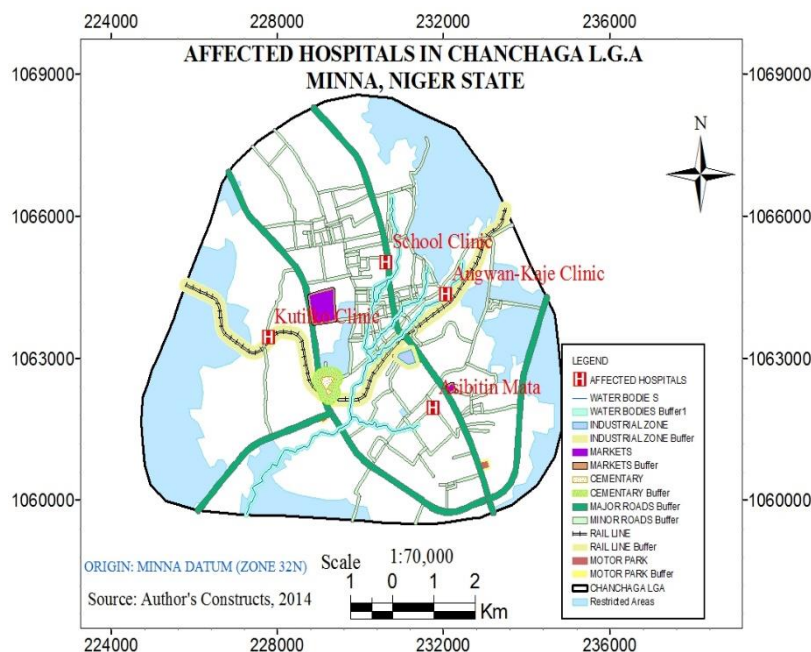 224000 228000 232000 236000
AFFECTED HOSPITALS IN CHANCHAGA L.G.A
MINNA, NIGER STATE
1069000 1069000
N
1066000 1066000
School Clinic
Angwan-Kaje Clinic
Clinic
1063000 1063000
LEGEND
H AFFECTED HOSPITALS
WATER BODIE S
WATER BODIES Buffer1
INDUSTRIAL ZONE
INDUSTRIAL ZONE Buffer
MARKETS
MARKETS Buffer
CEMENTARY
CEMENTARY Buffer
MAJOR ROADS Buffer
MINOR ROADS Buffer
RAIL LINE
RAIL LINE Buffer
MOTOR PARK
MOTOR PARK Buffer
CHANCHAGA LGA
Restricted Areas
Asibitin Mata
1060000 1060000
ORIGIN: MINNA DATUM (ZONE 32N)
Scale 1:70,000
1 0 1 2
Km
Source: Author's Constructs, 2014
224000 228000 232000 236000